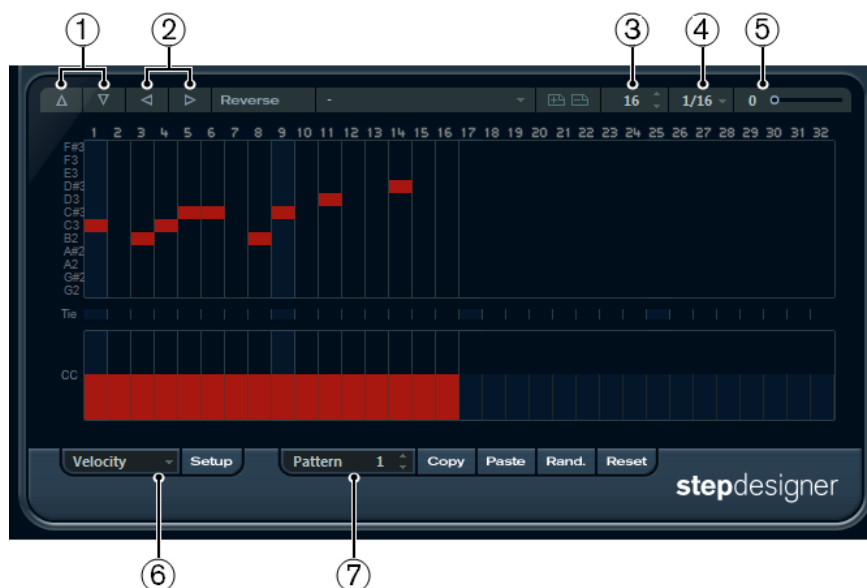 1 2 3 4 5
Reverse - 16 1/16 0
1 2 3 4 5 6 7 8 9 10 11 12 13 14 15 16 17 18 19 20 21 22 23 24 25 26 27 28 29 30 31 32
F#3
F3
E3
D#3
D3
C#3
C3
B2
A#2
A2
G#2
G2
Tie
CC
Velocity Setup Pattern 1 Copy Paste Rand. Reset
stepdesigner
6 7